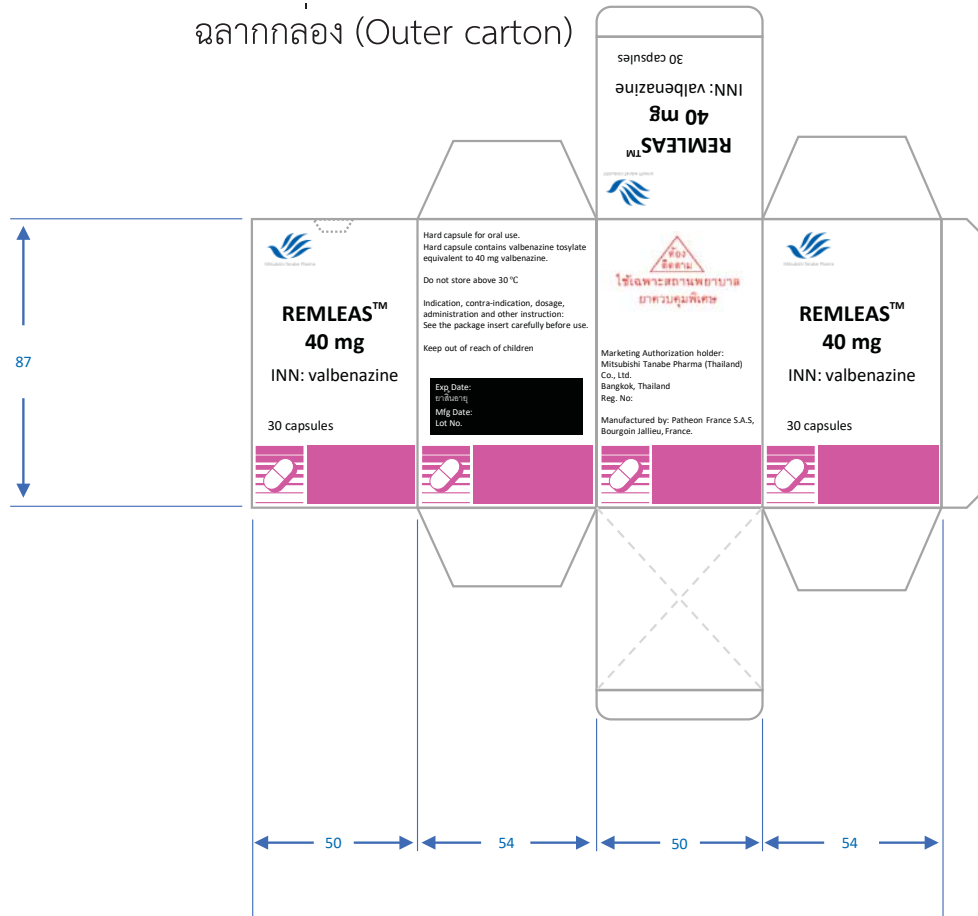 ฉลากกล่อง (Outer carton)
30 capsules
INN: valbenazine
40 mg
REMLEAS™
Mitsubishi Tanabe Pharma
REMLEAS™
40 mg
INN: valbenazine
30 capsules
Hard capsule for oral use.
Hard capsule contains valbenazine tosylate
equivalent to 40 mg valbenazine.
Do not store above 30 °C
Indication, contra-indication, dosage,
administration and other instruction:
See the package insert carefully before use.
Keep out of reach of children
Exp Date:
ยาสิ้นอายุ
Mfg Date:
Lot No.
ต้อง
ติดตาม
ใช้เฉพาะสถานพยาบาล
ยาควบคุมพิเศษ
Marketing Authorization holder:
Mitsubishi Tanabe Pharma (Thailand)
Co., Ltd.
Bangkok, Thailand
Reg. No:
Manufactured by: Patheon France S.A.S,
Bourgoin Jallieu, France.
Mitsubishi Tanabe Pharma
REMLEAS™
40 mg
INN: valbenazine
30 capsules
87
50
54
50
54